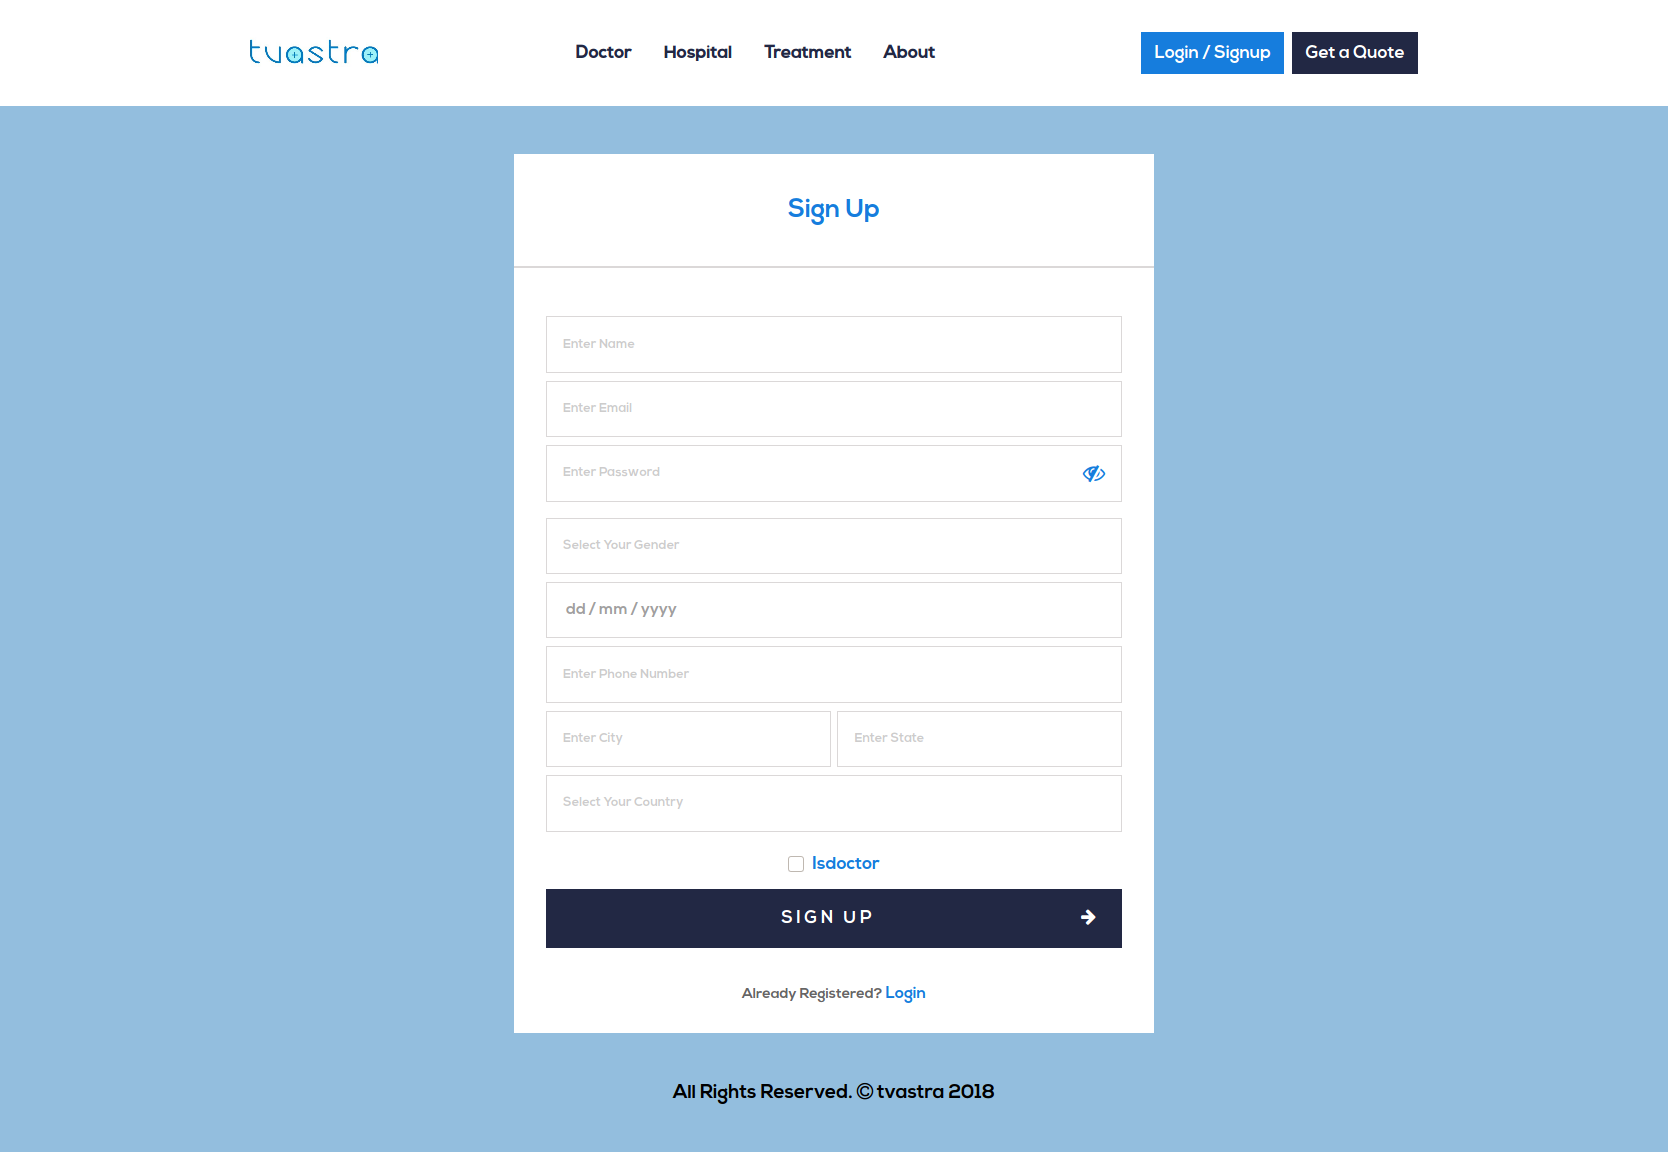 tvastra
Doctor Hospital Treatment About
Login / Signup Get a Quote
Sign Up
Enter Name
Enter Email
Enter Password
Select Your Gender
dd / mm / yyyy
Enter Phone Number
Enter City Enter State
Select Your Country
Isdoctor
SIGN UP
Already Registered? Login
All Rights Reserved. © tvastra 2018